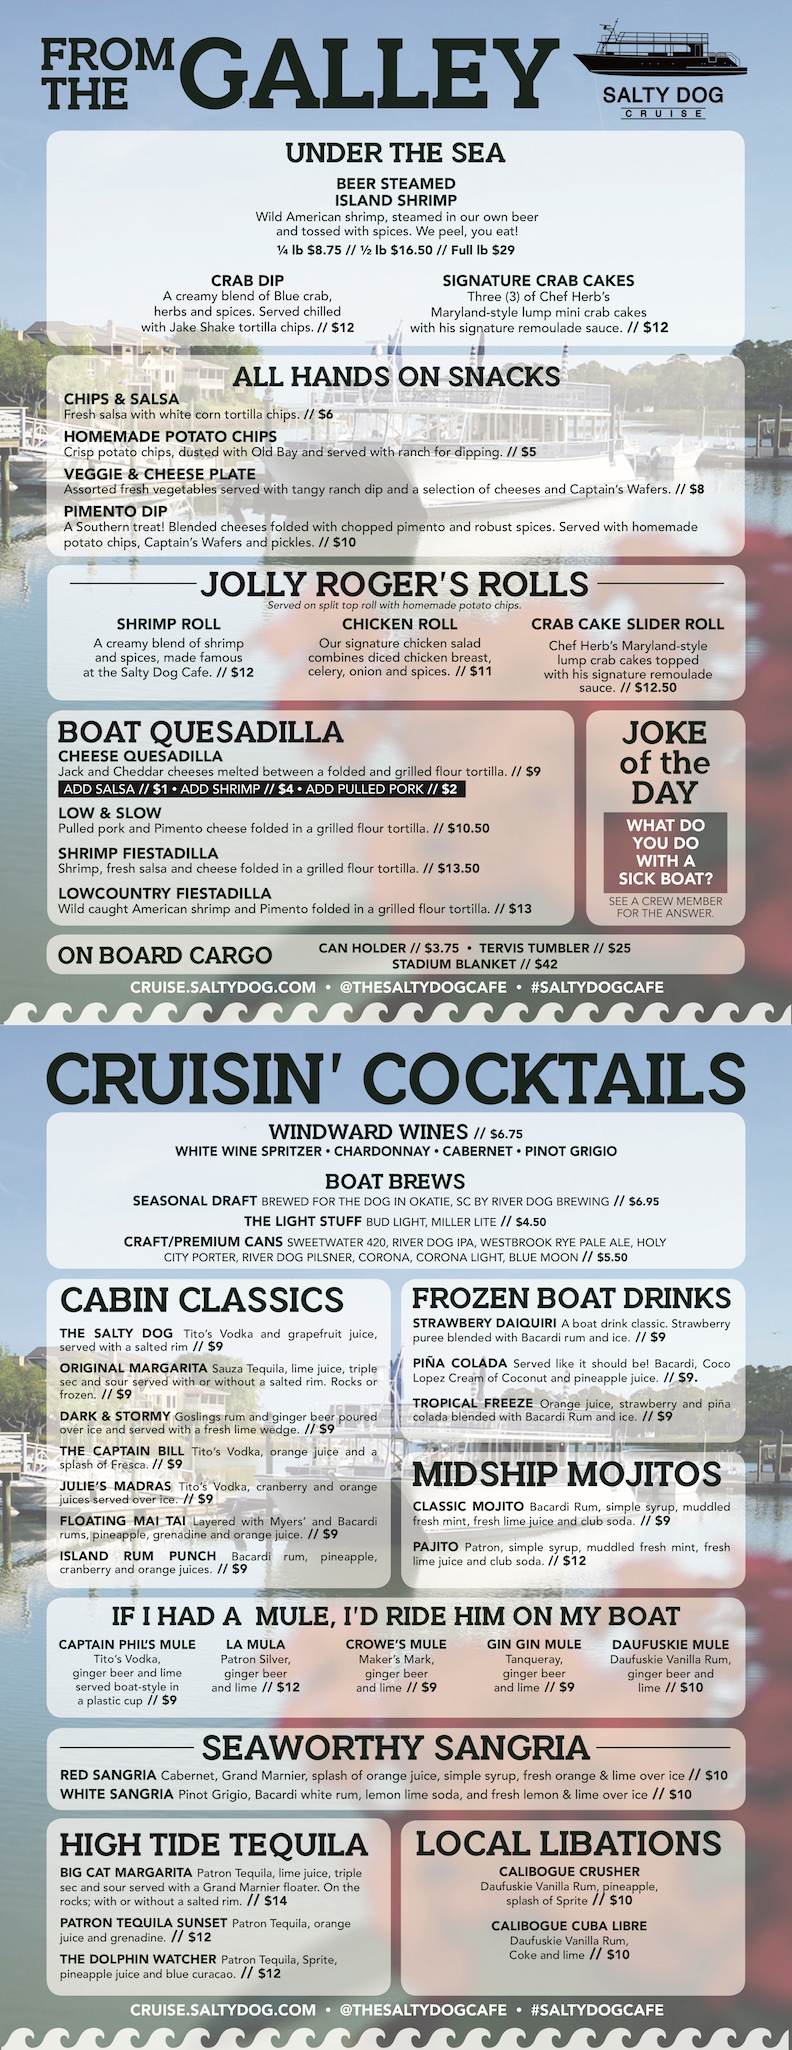 FROM
THE
GALLEY
SALTY DOG
CRUISE
UNDER THE SEA
BEER STEAMED
ISLAND SHRIMP
Wild American shrimp, steamed in our own beer
and tossed with spices. We peel, you eat!
¼ lb $8.75 // ½ lb $16.50 // Full lb $29
CRAB DIP
A creamy blend of Blue crab,
herbs and spices. Served chilled
with Jake Shake tortilla chips. // $12
SIGNATURE CRAB CAKES
Three (3) of Chef Herb's
Maryland-style lump mini crab cakes
with his signature remoulade sauce. // $12
ALL HANDS ON SNACKS
CHIPS & SALSA
Fresh salsa with white corn tortilla chips. // $6
HOMEMADE POTATO CHIPS
Crisp potato chips, dusted with Old Bay and served with ranch for dipping. // $5
VEGGIE & CHEESE PLATE
Assorted fresh vegetables served with tangy ranch dip and a selection of cheeses and Captain's Wafers. // $8
PIMENTO DIP
A Southern treat! Blended cheeses folded with chopped pimento and robust spices. Served with homemade
potato chips, Captain's Wafers and pickles. // $10
JOLLY ROGER'S ROLLS
Served on split top roll with homemade potato chips.
SHRIMP ROLL
A creamy blend of shrimp
and spices, made famous
at the Salty Dog Cafe. // $12
CHICKEN ROLL
Our signature chicken salad
combines diced chicken breast,
celery, onion and spices. // $11
CRAB CAKE SLIDER ROLL
Chef Herb's Maryland-style
lump crab cakes topped
with his signature remoulade
sauce. // $12.50
BOAT QUESADILLA
CHEESE QUESADILLA
Jack and Cheddar cheeses melted between a folded and grilled flour tortilla. // $9
ADD SALSA // $1 • ADD SHRIMP // $4 • ADD PULLED PORK // $2
LOW & SLOW
Pulled pork and Pimento cheese folded in a grilled flour tortilla. // $10.50
SHRIMP FIESTADILLA
Shrimp, fresh salsa and cheese folded in a grilled flour tortilla. // $13.50
LOWCOUNTRY FIESTADILLA
Wild caught American shrimp and Pimento folded in a grilled flour tortilla. // $13
JOKE
of the
DAY
WHAT DO
YOU DO
WITH A
SICK BOAT?
SEE A CREW MEMBER
FOR THE ANSWER.
ON BOARD CARGO
CAN HOLDER // $3.75 • TERVIS TUMBLER // $25
STADIUM BLANKET // $42
CRUISE.SALTYDOG.COM • @THESALTYDOGCAFE • #SALTYDOGCAFE
CRUISIN' COCKTAILS
WINDWARD WINES // $6.75
WHITE WINE SPRITZER • CHARDONNAY • CABERNET • PINOT GRIGIO
BOAT BREWS
SEASONAL DRAFT BREWED FOR THE DOG IN OKATIE, SC BY RIVER DOG BREWING // $6.95
THE LIGHT STUFF BUD LIGHT, MILLER LITE // $4.50
CRAFT/PREMIUM CANS SWEETWATER 420, RIVER DOG IPA, WESTBROOK RYE PALE ALE, HOLY
CITY PORTER, RIVER DOG PILSNER, CORONA, CORONA LIGHT, BLUE MOON // $5.50
CABIN CLASSICS
THE SALTY DOG Tito's Vodka and grapefruit juice,
served with a salted rim // $9
ORIGINAL MARGARITA Sauza Tequila, lime juice, triple
sec and sour served with or without a salted rim. Rocks or
frozen. // $9
DARK & STORMY Goslings rum and ginger beer poured
over ice and served with a fresh lime wedge. // $9
THE CAPTAIN BILL Tito's Vodka, orange juice and a
splash of Fresca. // $9
JULIE'S MADRAS Tito's Vodka, cranberry and orange
juices served over ice. // $9
FLOATING MAI TAI Layered with Myers' and Bacardi
rums, pineapple, grenadine and orange juice. // $9
ISLAND RUM PUNCH Bacardi rum, pineapple,
cranberry and orange juices. // $9
FROZEN BOAT DRINKS
STRAWBERY DAIQUIRI A boat drink classic. Strawberry
puree blended with Bacardi rum and ice. // $9
PIÑA COLADA Served like it should be! Bacardi, Coco
Lopez Cream of Coconut and pineapple juice. // $9.
TROPICAL FREEZE Orange juice, strawberry and piña
colada blended with Bacardi Rum and ice. // $9
MIDSHIP MOJITOS
CLASSIC MOJITO Bacardi Rum, simple syrup, muddled
fresh mint, fresh lime juice and club soda. // $9
PAJITO Patron, simple syrup, muddled fresh mint, fresh
lime juice and club soda. // $12
IF I HAD A MULE, I'D RIDE HIM ON MY BOAT
CAPTAIN PHIL'S MULE
Tito's Vodka,
ginger beer and lime
served boat-style in
a plastic cup // $9
LA MULA
Patron Silver,
ginger beer
and lime // $12
CROWE'S MULE
Maker's Mark,
ginger beer
and lime // $9
GIN GIN MULE
Tanqueray,
ginger beer
and lime // $9
DAUFUSKIE MULE
Daufuskie Vanilla Rum,
ginger beer and
lime // $10
SEAWORTHY SANGRIA
RED SANGRIA Cabernet, Grand Marnier, splash of orange juice, simple syrup, fresh orange & lime over ice // $10
WHITE SANGRIA Pinot Grigio, Bacardi white rum, lemon lime soda, and fresh lemon & lime over ice // $10
HIGH TIDE TEQUILA
BIG CAT MARGARITA Patron Tequila, lime juice, triple
sec and sour served with a Grand Marnier floater. On the
rocks; with or without a salted rim. // $14
PATRON TEQUILA SUNSET Patron Tequila, orange
juice and grenadine. // $12
THE DOLPHIN WATCHER Patron Tequila, Sprite,
pineapple juice and blue curacao. // $12
LOCAL LIBATIONS
CALIBOGUE CRUSHER
Daufuskie Vanilla Rum, pineapple,
splash of Sprite // $10
CALIBOGUE CUBA LIBRE
Daufuskie Vanilla Rum,
Coke and lime // $10
CRUISE.SALTYDOG.COM • @THESALTYDOGCAFE • #SALTYDOGCAFE